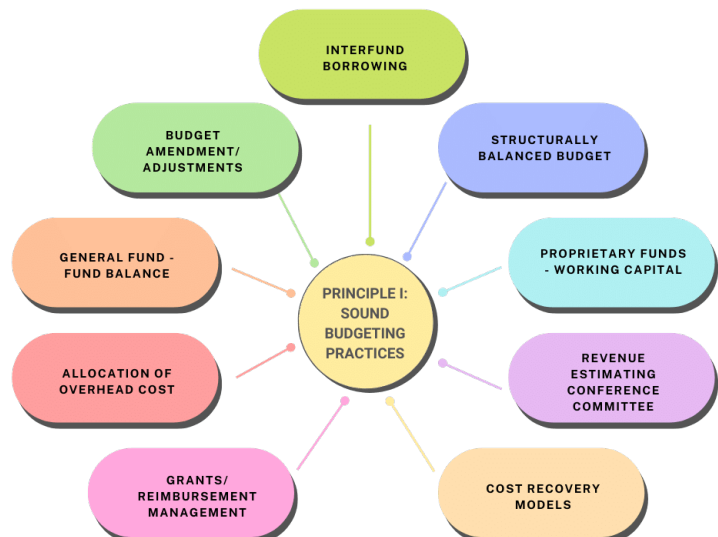 INTERFUND
BORROWING
BUDGET
AMENDMENT/
ADJUSTMENTS
STRUCTURALLY
BALANCED BUDGET
GENERAL FUND -
FUND BALANCE
PROPRIETARY FUNDS
- WORKING CAPITAL
PRINCIPLE I:
SOUND
BUDGETING
PRACTICES
ALLOCATION OF
OVERHEAD COST
REVENUE
ESTIMATING
CONFERENCE
COMMITTEE
GRANTS/
REIMBURSEMENT
MANAGEMENT
COST RECOVERY
MODELS